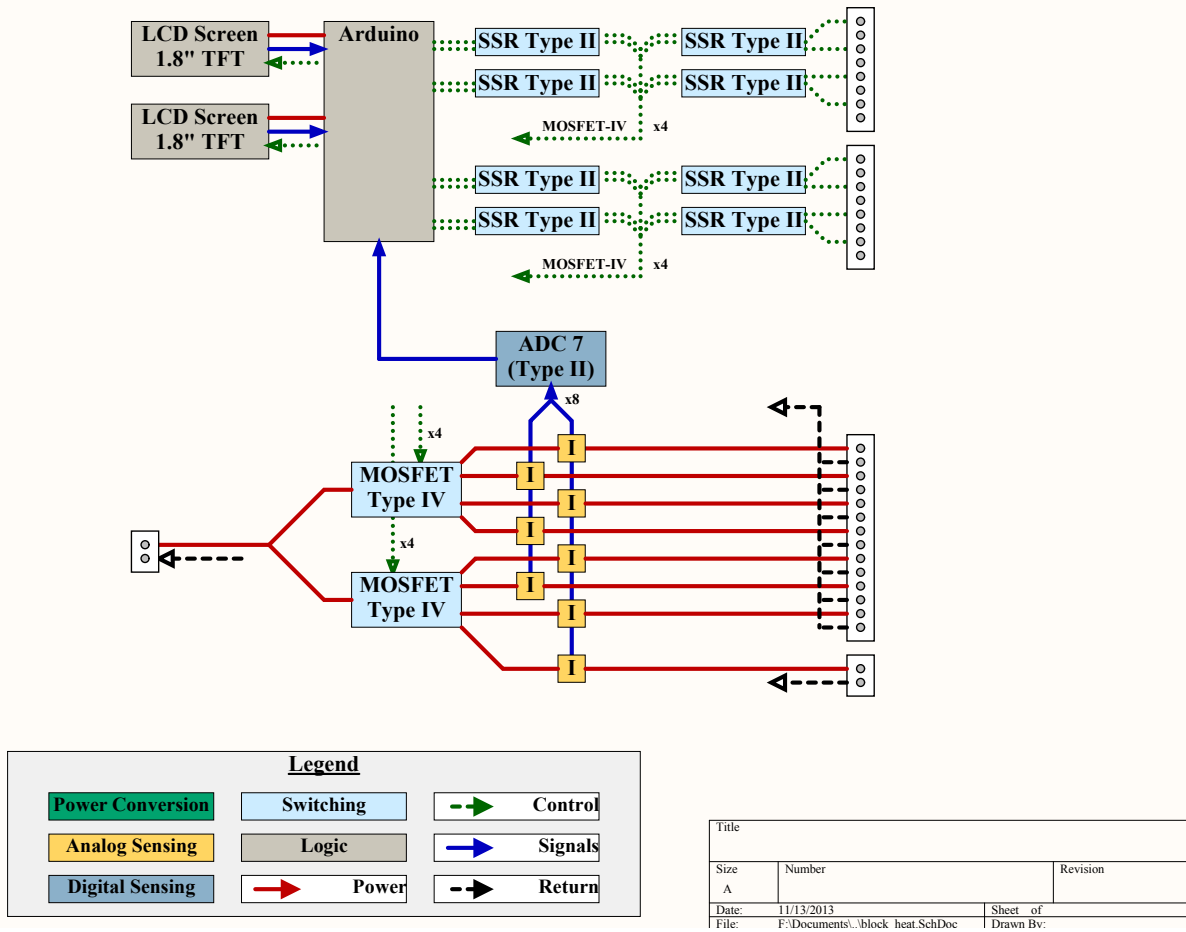 LCD Screen
1.8" TFT
Arduino
SSR Type II
SSR Type II
SSR Type II
SSR Type II
LCD Screen
1.8" TFT
MOSFET-IV x4
SSR Type II
SSR Type II
SSR Type II
SSR Type II
MOSFET-IV x4
ADC 7
(Type II)
x8
x4
I
MOSFET
Type IV
I
I
I
x4
I
MOSFET
Type IV
I
I
I
Legend
Power Conversion
Switching
Control
Analog Sensing
Logic
Signals
Digital Sensing
Power
Return
Title
Size
Number
Revision
A
Date: 11/13/2013
Sheet of
File: F:\Documents\..\block_heat.SchDoc
Drawn By: